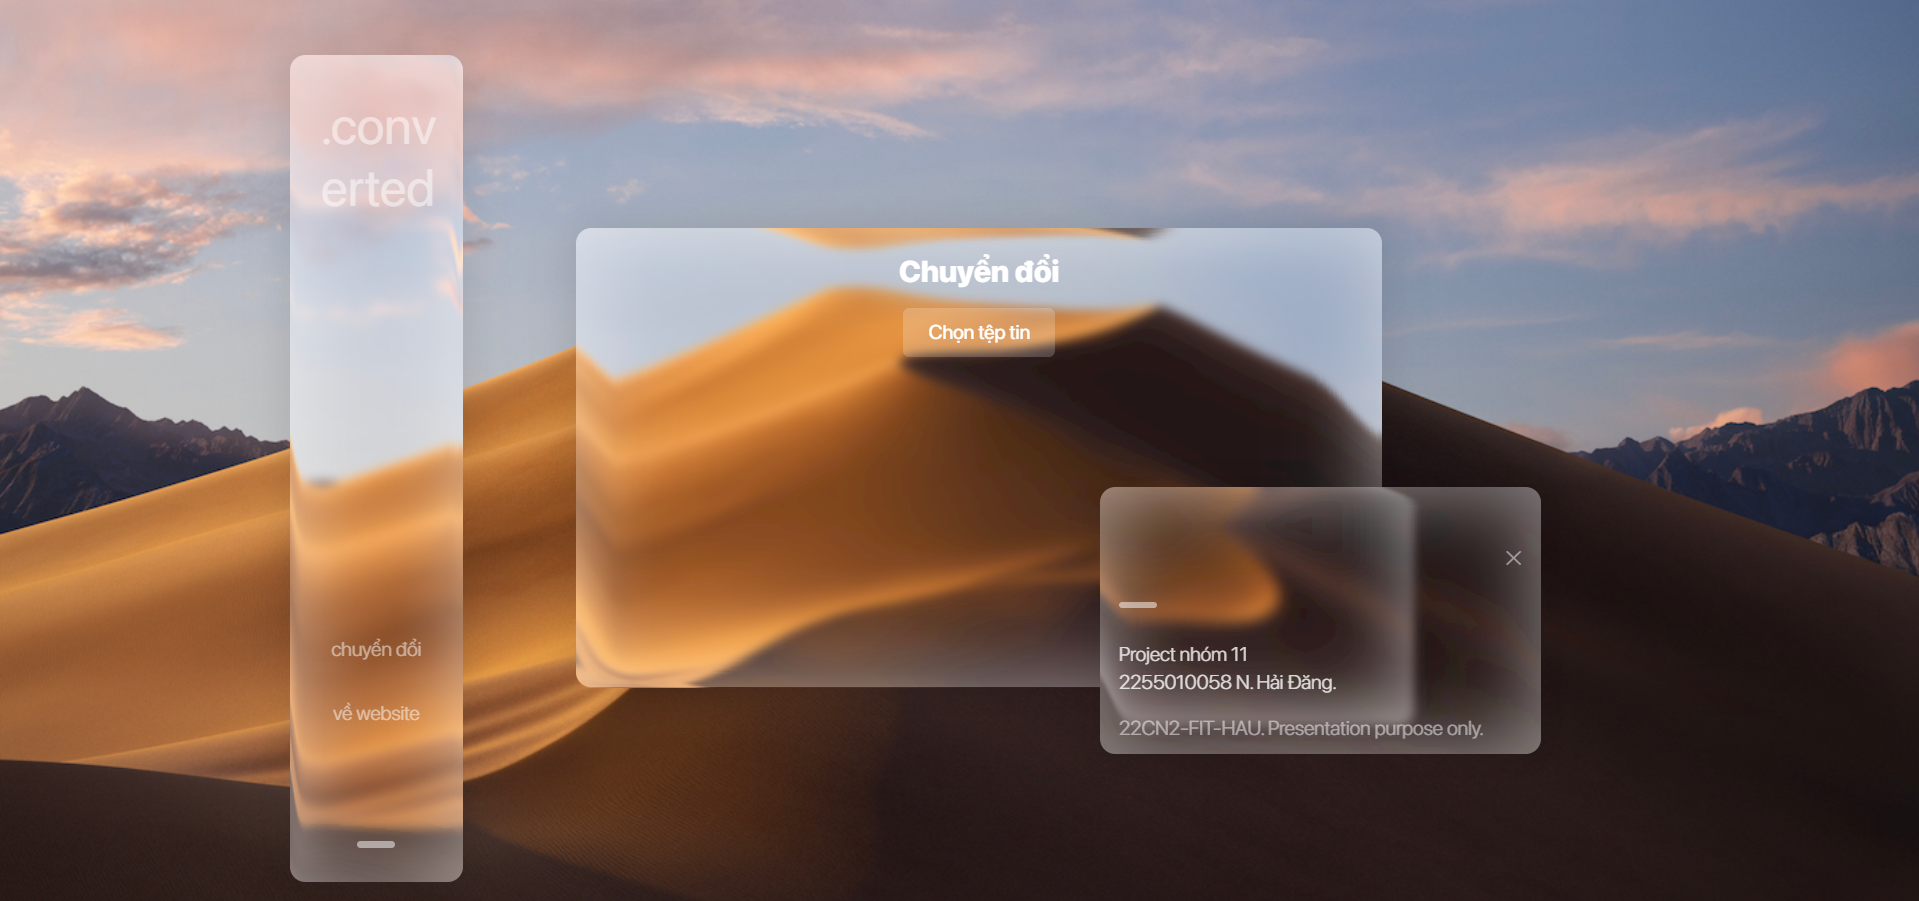 .conv
erted
chuyển đổi
về website
Chuyển đổi
Chọn tệp tin
Project nhóm 11
2255010058 N. Hải Đăng.
22CN2-FIT-HAU. Presentation purpose only.